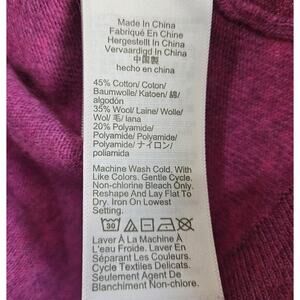 Made In China
Fabriqué En Chine
Hergestellt In China
Vervaardigd In China
中国製
hecho en china
45% Cotton/ Coton/
Baumwolle/ Katoen/ 綿/
algodón
35% Wool/ Laine/ Wolle/
Wol/ 毛/ lana
20% Polyamide/
Polyamide/ Polyamide/
Polyamide/ ナイロン/
poliamida
Machine Wash Cold. With
Like Colors. Gentle Cycle.
Non-chlorine Bleach Only.
Reshape And Lay Flat To
Dry. Iron On Lowest
Setting.
30
Laver À La Machine À
L'eau Froide. Laver En
Séparant Les Couleurs.
Cycle Textiles Delicats.
Seulement Agent De
Blanchiment Non-chlore.